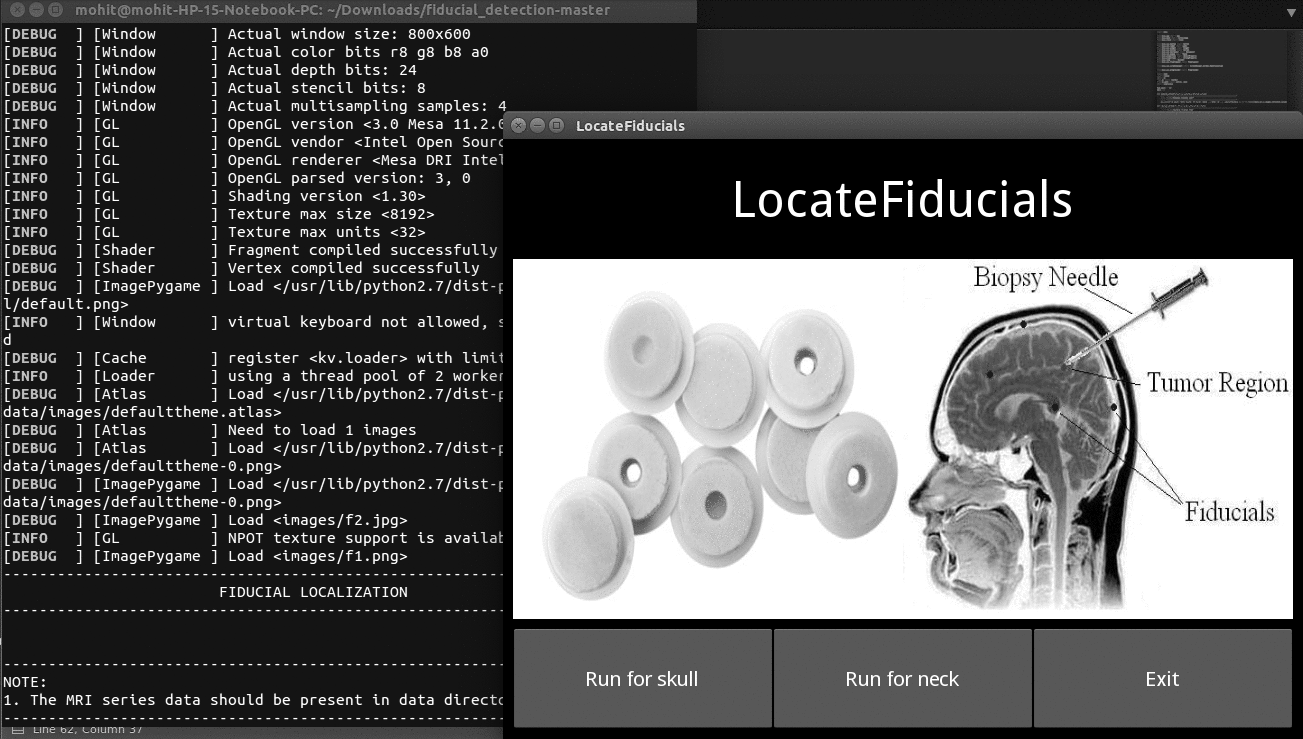 mohit@mohit-HP-15-Notebook-PC: ~/Downloads/fiducial_detection-master
[DEBUG  ] [Window      ] Actual window size: 800x600
[DEBUG  ] [Window      ] Actual color bits r8 g8 b8 a0
[DEBUG  ] [Window      ] Actual depth bits: 24
[DEBUG  ] [Window      ] Actual stencil bits: 8
[DEBUG  ] [Window      ] Actual multisampling samples: 4
[INFO   ] [GL          ] OpenGL version <3.0 Mesa 11.2.0
[INFO   ] [GL          ] OpenGL vendor <Intel Open Sourc
[INFO   ] [GL          ] OpenGL renderer <Mesa DRI Intel
[INFO   ] [GL          ] OpenGL parsed version: 3, 0
[INFO   ] [GL          ] Shading version <1.30>
[INFO   ] [GL          ] Texture max size <8192>
[INFO   ] [GL          ] Texture max units <32>
[DEBUG  ] [Shader      ] Fragment compiled successfully
[DEBUG  ] [Shader      ] Vertex compiled successfully
[DEBUG  ] [ImagePygame ] Load </usr/lib/python2.7/dist-p
l/default.png>
[INFO   ] [Window      ] virtual keyboard not allowed, s
d
[DEBUG  ] [Cache       ] register <kv.loader> with limit
[INFO   ] [Loader      ] using a thread pool of 2 worker
[DEBUG  ] [Atlas       ] Load </usr/lib/python2.7/dist-p
data/images/defaulttheme.atlas>
[DEBUG  ] [Atlas       ] Need to load 1 images
[DEBUG  ] [Atlas       ] Load </usr/lib/python2.7/dist-p
data/images/defaulttheme-0.png>
[DEBUG  ] [ImagePygame ] Load </usr/lib/python2.7/dist-p
data/images/defaulttheme-0.png>
[DEBUG  ] [ImagePygame ] Load <images/f2.jpg>
[INFO   ] [GL          ] NPOT texture support is availab
[DEBUG  ] [ImagePygame ] Load <images/f1.png>
--------------------------------------------------------
FIDUCIAL LOCALIZATION
--------------------------------------------------------
--------------------------------------------------------
NOTE:
1. The MRI series data should be present in data directo
--------------------------------------------------------
Line 62, Column 37
LocateFiducials
LocateFiducials
Biopsy Needle
Tumor Region
Fiducials
Run for skull
Run for neck
Exit